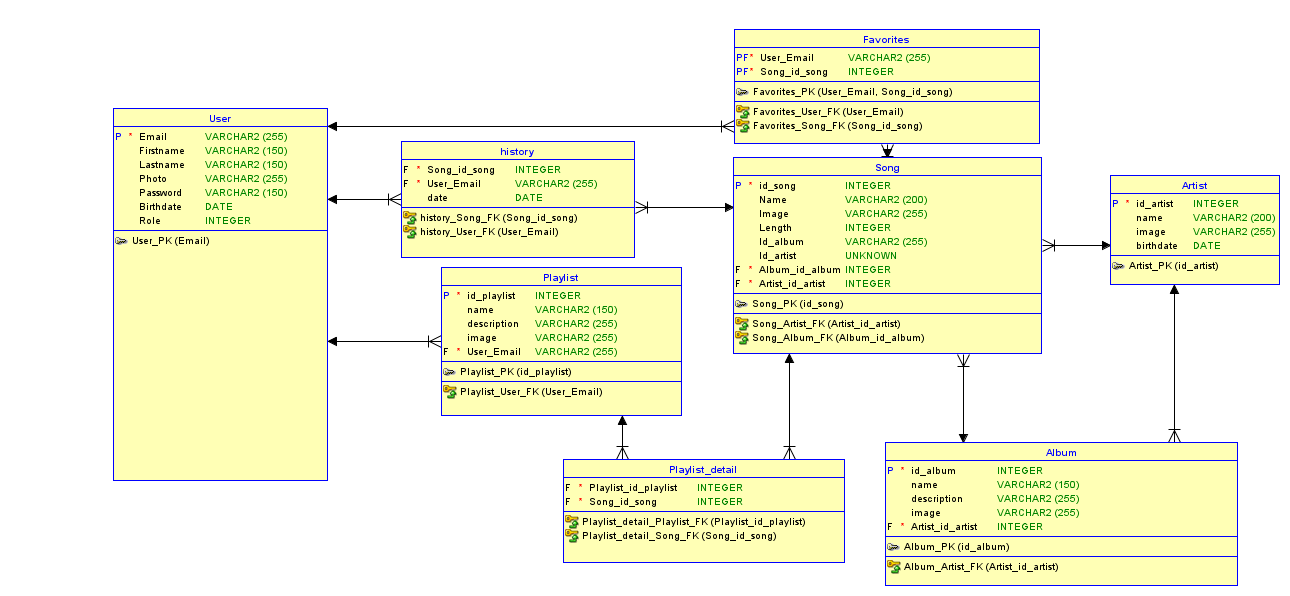 Favorites
PF* User_Email VARCHAR2 (255)
PF* Song_id_song INTEGER
Favorites_PK (User_Email, Song_id_song)
Favorites_User_FK (User_Email)
Favorites_Song_FK (Song_id_song)
User
P * Email VARCHAR2 (255)
Firstname VARCHAR2 (150)
Lastname VARCHAR2 (150)
Photo VARCHAR2 (255)
Password VARCHAR2 (150)
Birthdate DATE
Role INTEGER
User_PK (Email)
history
F * Song_id_song INTEGER
F * User_Email VARCHAR2 (255)
date DATE
history_Song_FK (Song_id_song)
history_User_FK (User_Email)
Song
P * id_song INTEGER
Name VARCHAR2 (200)
Image VARCHAR2 (255)
Length INTEGER
Id_album VARCHAR2 (255)
Id_artist UNKNOWN
F * Album_id_album INTEGER
F * Artist_id_artist INTEGER
Song_PK (id_song)
Song_Artist_FK (Artist_id_artist)
Song_Album_FK (Album_id_album)
Artist
P * id_artist INTEGER
name VARCHAR2 (200)
image VARCHAR2 (255)
birthdate DATE
Artist_PK (id_artist)
Playlist
P * id_playlist INTEGER
name VARCHAR2 (150)
description VARCHAR2 (255)
image VARCHAR2 (255)
F * User_Email VARCHAR2 (255)
Playlist_PK (id_playlist)
Playlist_User_FK (User_Email)
Playlist_detail
F * Playlist_id_playlist INTEGER
F * Song_id_song INTEGER
Playlist_detail_Playlist_FK (Playlist_id_playlist)
Playlist_detail_Song_FK (Song_id_song)
Album
P * id_album INTEGER
name VARCHAR2 (150)
description VARCHAR2 (255)
image VARCHAR2 (255)
F * Artist_id_artist INTEGER
Album_PK (id_album)
Album_Artist_FK (Artist_id_artist)